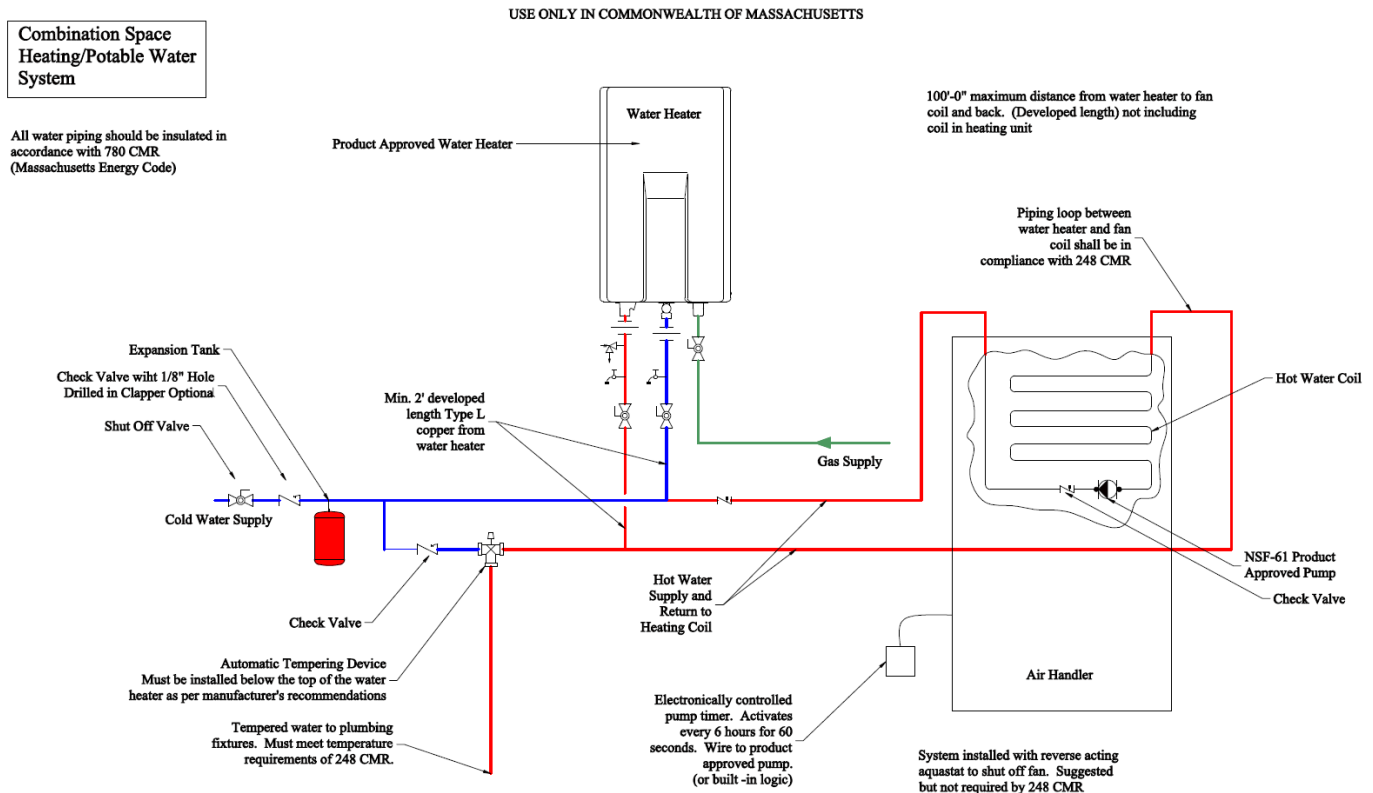 USE ONLY IN COMMONWEALTH OF MASSACHUSETTS
Combination Space
Heating/Potable Water
System
All water piping should be insulated in
accordance with 780 CMR
(Massachusetts Energy Code)
Water Heater
Product Approved Water Heater
100'-0" maximum distance from water heater to fan
coil and back. (Developed length) not including
coil in heating unit
Piping loop between
water heater and fan
coil shall be in
compliance with 248 CMR
Expansion Tank
Check Valve wiht 1/8" Hole
Drilled in Clapper Optional
Shut Off Valve
Min. 2' developed
length Type L
copper from
water heater
Hot Water Coil
Gas Supply
Cold Water Supply
NSF-61 Product
Approved Pump
Check Valve
Hot Water
Supply and
Return to
Heating Coil
Check Valve
Automatic Tempering Device
Must be installed below the top of the water
heater as per manufacturer's recommendations
Air Handler
Tempered water to plumbing
fixtures. Must meet temperature
requirements of 248 CMR.
Electronically controlled
pump timer. Activates
every 6 hours for 60
seconds. Wire to product
approved pump.
(or built -in logic)
System installed with reverse acting
aquastat to shut off fan. Suggested
but not required by 248 CMR